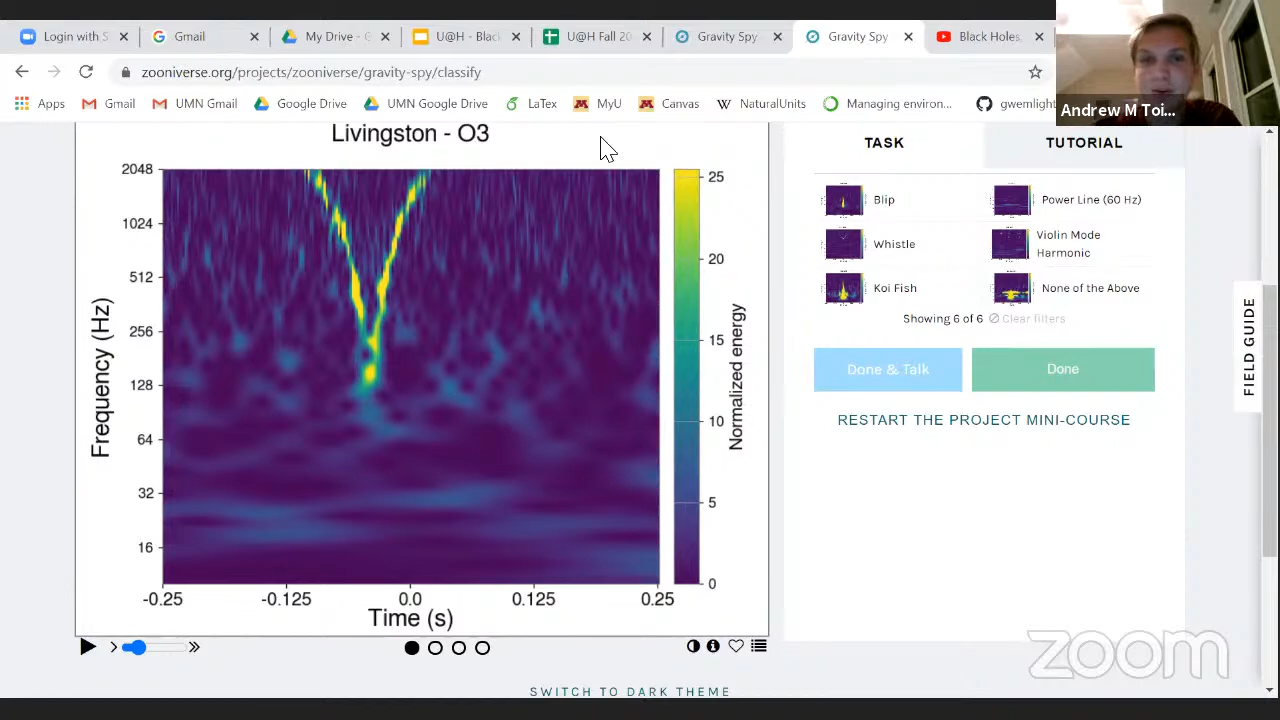 Login with S
Gmail
My Drive - G
U@H - Black
U@H Fall 20
Gravity Spy
Gravity Spy
Black Holes,
zooniverse.org/projects/zooniverse/gravity-spy/classify
Apps
Gmail
UMN Gmail
Google Drive
UMN Google Drive
LaTex
MyU
Canvas
NaturalUnits
Managing environ...
gwemlight
Andrew M Toi...
Livingston - O3
TASK
TUTORIAL
2048
1024
512
256
128
64
32
16
Frequency (Hz)
-0.25
-0.125
0.0
0.125
0.25
Time (s)
25
20
15
10
5
0
Normalized energy
Blip
Power Line (60 Hz)
Whistle
Violin Mode
Harmonic
Koi Fish
None of the Above
Showing 6 of 6
Clear filters
Done & Talk
Done
RESTART THE PROJECT MINI-COURSE
FIELD GUIDE
SWITCH TO DARK THEME
zoom